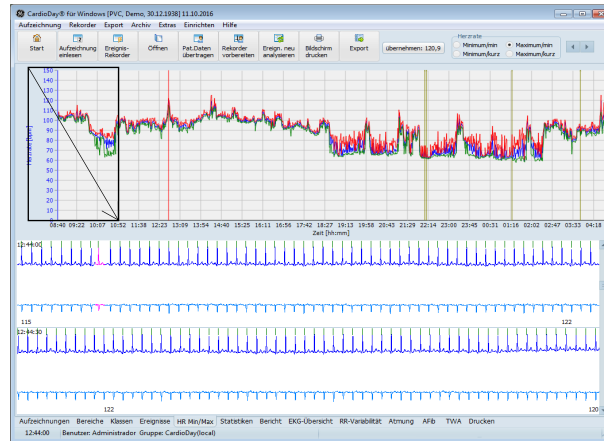 CardioDay® für Windows [PVC, Demo, 30.12.1938] 11.10.2016
Aufzeichnung Rekorder Export Archiv Extras Einrichten Hilfe
Start Aufzeichnung einlesen Ereignis-Rekorder Öffnen Pat.Daten übertragen Rekorder vorbereiten Ereign. neu analysieren Bildschirm drucken Export übernehmen: 120,9
Herzrate
Minimum/min Maximum/min
Minimum/kurz Maximum/kurz
150
140
130
120
110
100
90
80
70
60
50
40
30
20
10
0
Herzrate [bpm]
08:40 09:22 10:07 10:52 11:38 12:23 13:09 13:54 14:40 15:25 16:11 16:56 17:42 18:27 19:13 19:58 20:43 21:29 22:14 23:00 23:45 00:31 01:16 02:02 02:47 03:33 04:18
Zeit [hh:mm]
12:44:00
115 122
12:44:30
122 120
Aufzeichnungen Bereiche Klassen Ereignisse HR Min/Max Statistiken Bericht EKG-Übersicht RR-Variabilität Atmung AFib TWA Drucken
12:44:00 Benutzer: Administrador Gruppe: CardioDay(local)